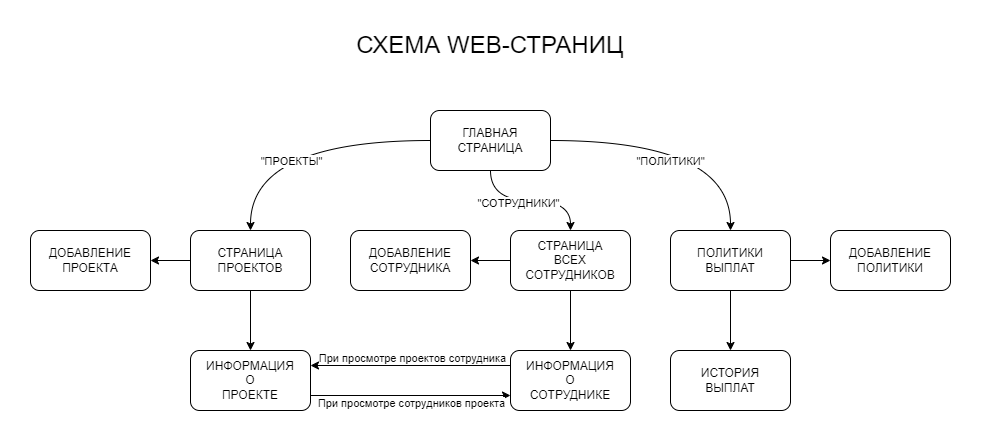 СХЕМА WEB-СТРАНИЦ
ГЛАВНАЯ
СТРАНИЦА
"ПРОЕКТЫ"
"ПОЛИТИКИ"
"СОТРУДНИКИ"
ДОБАВЛЕНИЕ
ПРОЕКТА
СТРАНИЦА
ПРОЕКТОВ
ДОБАВЛЕНИЕ
СОТРУДНИКА
СТРАНИЦА
ВСЕХ
СОТРУДНИКОВ
ПОЛИТИКИ
ВЫПЛАТ
ДОБАВЛЕНИЕ
ПОЛИТИКИ
ИНФОРМАЦИЯ
О
ПРОЕКТЕ
При просмотре проектов сотрудника
При просмотре сотрудников проекта
ИНФОРМАЦИЯ
О
СОТРУДНИКЕ
ИСТОРИЯ
ВЫПЛАТ